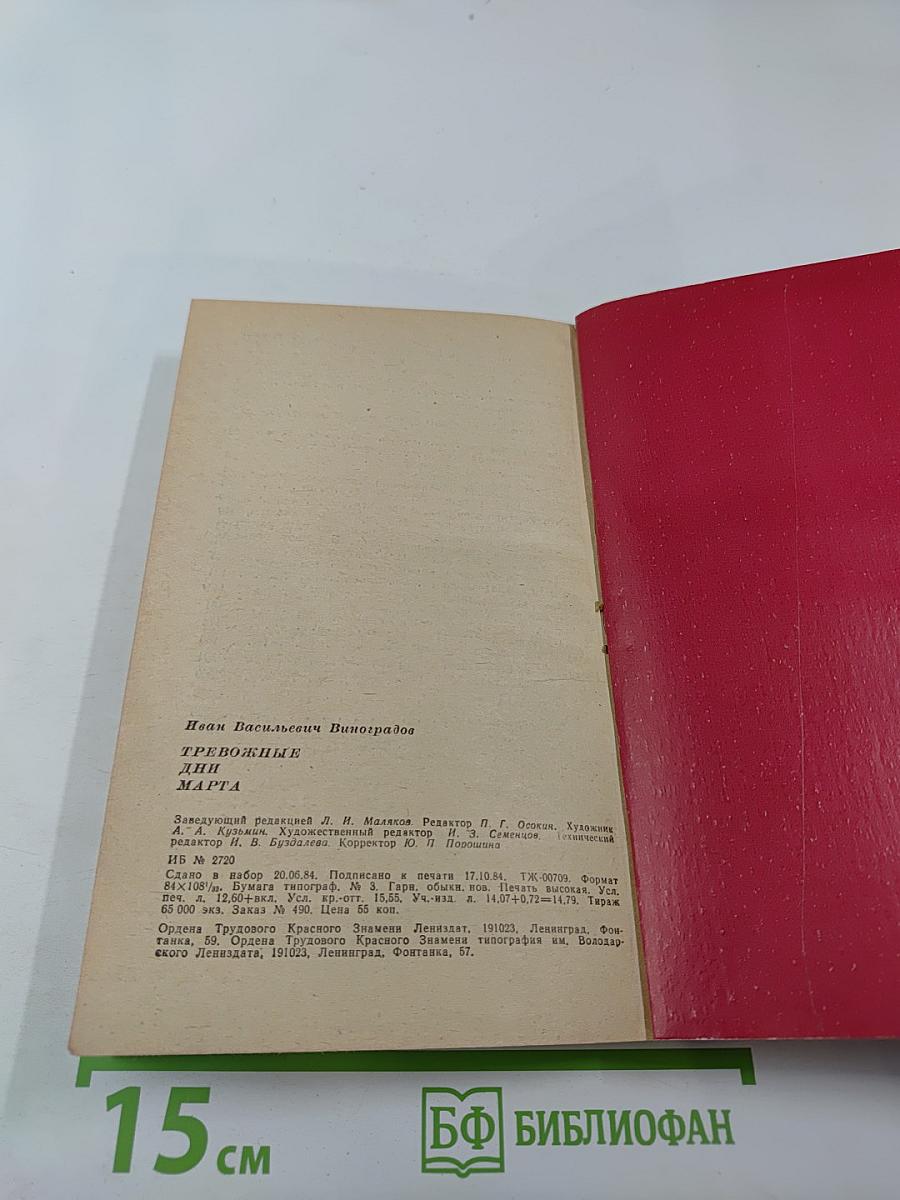 Иван Васильевич Виноградов
ТРЕВОЖНЫЕ
ДНИ
МАРТА
Заведующий редакцией Л. И. Маляков. Редактор П. Г. Осокин. Художник
А. А. Кузьмин. Художественный редактор И. З. Семенцов. Технический
редактор И. В. Буздалева. Корректор Ю. П. Порошина
ИБ № 2720
Сдано в набор 20.06.84. Подписано к печати 17.10.84. ТЖ-00709. Формат
84×108¹/₃₂. Бумага типограф. № 3. Гарн. обыкн. нов. Печать высокая. Усл.
печ. л. 12,60+вкл. Усл. кр.-отт. 15,55. Уч.-изд. л. 14,07+0,72=14,79. Тираж
65 000 экз. Заказ № 490. Цена 55 коп.
Ордена Трудового Красного Знамени Лениздат, 191023, Ленинград, Фон-
танка, 59. Ордена Трудового Красного Знамени типография им. Володар-
ского Лениздата, 191023, Ленинград, Фонтанка, 57.
15 см
БФ БИБЛИОФАН